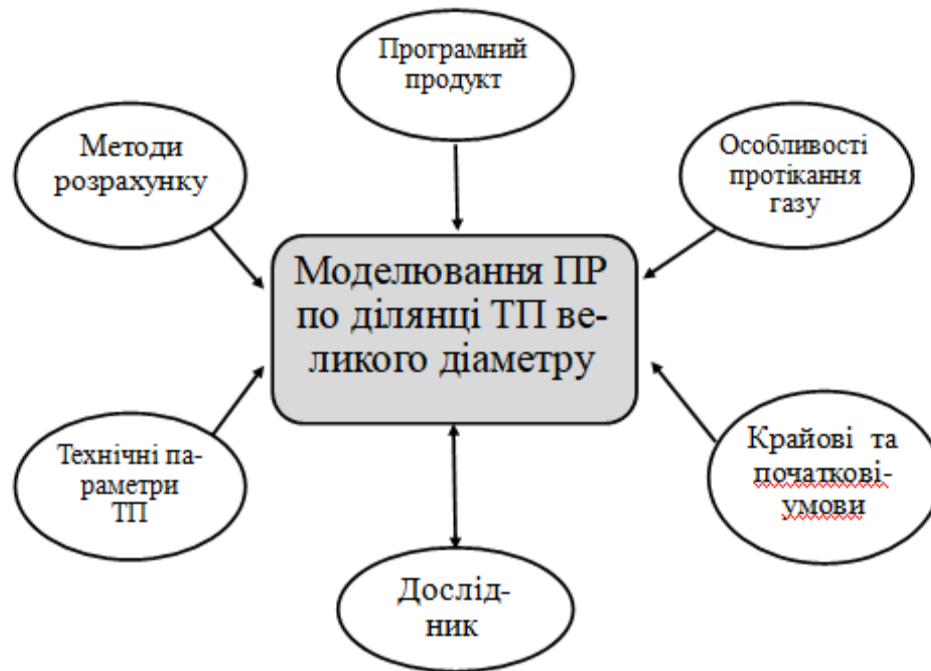 Програмний
продукт
Методи
розрахунку
Особливості
протікання
газу
Моделювання ПР
по ділянці ТП ве-
ликого діаметру
Технічні па-
раметри
ТП
Крайові та
початкові-
умови
Дослід-
ник